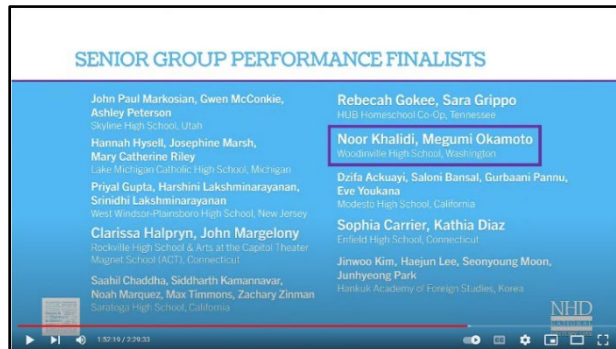 SENIOR GROUP PERFORMANCE FINALISTS
John Paul Markosian, Gwen McConkie,
Ashley Peterson
Skyline High School, Utah
Hannah Hysell, Josephine Marsh,
Mary Catherine Riley
Lake Michigan Catholic High School, Michigan
Priyal Gupta, Harshini Lakshminarayanan,
Srinidhi Lakshminarayanan
West Windsor-Plainsboro High School, New Jersey
Clarissa Halpryn, John Margelony
Rockville High School & Arts at the Capitol Theater
Magnet School (ACT), Connecticut
Saahil Chaddha, Siddharth Kamannavar,
Noah Marquez, Max Timmons, Zachary Zinman
Saratoga High School, California
Rebecah Gokee, Sara Grippo
HUB Homeschool Co-Op, Tennessee
Noor Khalidi, Megumi Okamoto
Woodinville High School, Washington
Dzifa Ackuayi, Saloni Bansal, Gurbaani Pannu,
Eve Youkana
Modesto High School, California
Sophia Carrier, Kathia Diaz
Enfield High School, Connecticut
Jinwoo Kim, Haejun Lee, Seonyoung Moon,
Junhyeong Park
Hankuk Academy of Foreign Studies, Korea
NHD
1:52:19 / 2:29:33